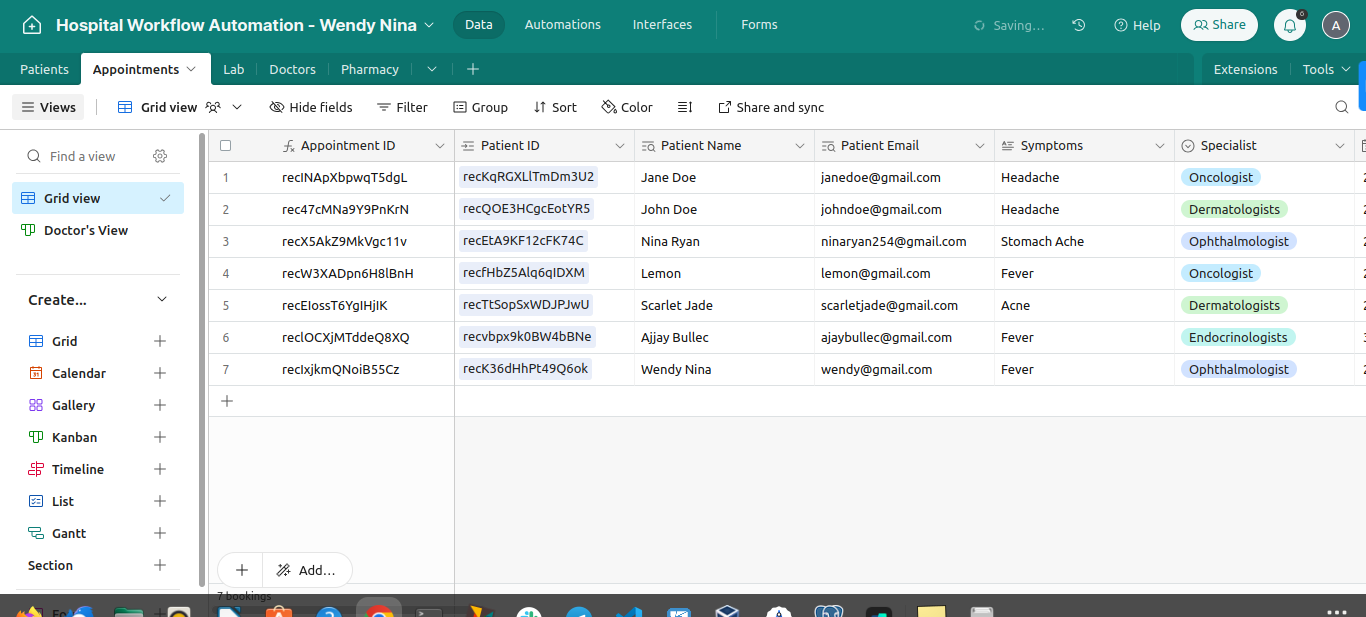 Hospital Workflow Automation - Wendy Nina Data Automations Interfaces Forms Saving... Help Share 0 A
Patients Appointments Lab Doctors Pharmacy Extensions Tools
Views Grid view Hide fields Filter Group Sort Color Share and sync
Find a view
Grid view
Doctor's View
Create...
Grid
Calendar
Gallery
Kanban
Timeline
List
Gantt
Section
Appointment ID Patient ID Patient Name Patient Email Symptoms Specialist
1 recINApXbpwqT5dgL recKqRGXLlTmDm3U2 Jane Doe janedoe@gmail.com Headache Oncologist
2 rec47cMNa9Y9PnKrN recQOE3HCgcEotYR5 John Doe johndoe@gmail.com Headache Dermatologists
3 recX5AkZ9MkVgc11v recEtA9KF12cFK74C Nina Ryan ninaryan254@gmail.com Stomach Ache Ophthalmologist
4 recW3XADpn6H8lBnH recfHbZ5Alq6qIDXM Lemon lemon@gmail.com Fever Oncologist
5 recEIossT6YgIHjIK recTtSopSxWDJPJwU Scarlet Jade scarletjade@gmail.com Acne Dermatologists
6 reclOCXjMTddeQ8XQ recvbpx9k0BW4bBNe Ajjay Bullec ajaybullec@gmail.com Fever Endocrinologists
7 recIxjkmQNoiB55Cz recK36dHhPt49Q6ok Wendy Nina wendy@gmail.com Fever Ophthalmologist
Add...
7 bookings